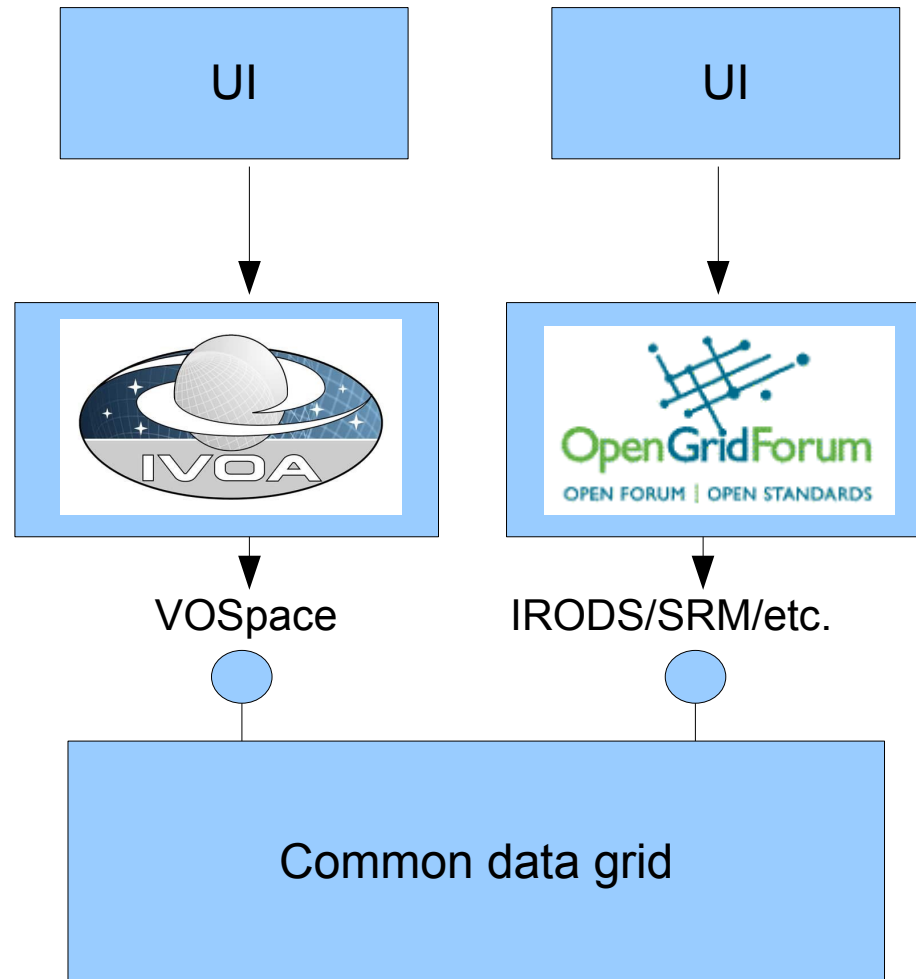 UI
UI
IVOA
OpenGridForum
OPEN FORUM | OPEN STANDARDS
VOSpace
IRODS/SRM/etc.
Common data grid